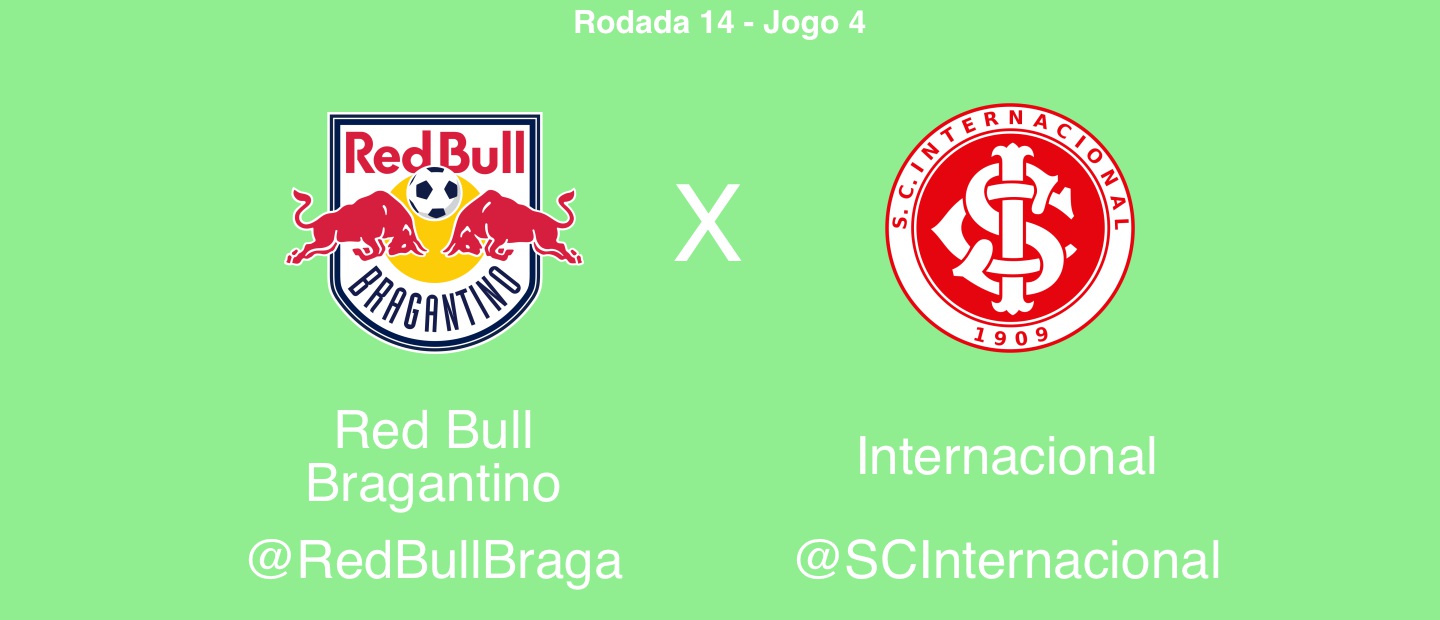 Rodada 14 - Jogo 4
Red Bull
BRAGANTINO
X
S.C. INTERNACIONAL
1909
Red Bull
Bragantino
Internacional
@RedBullBraga
@SCInternacional